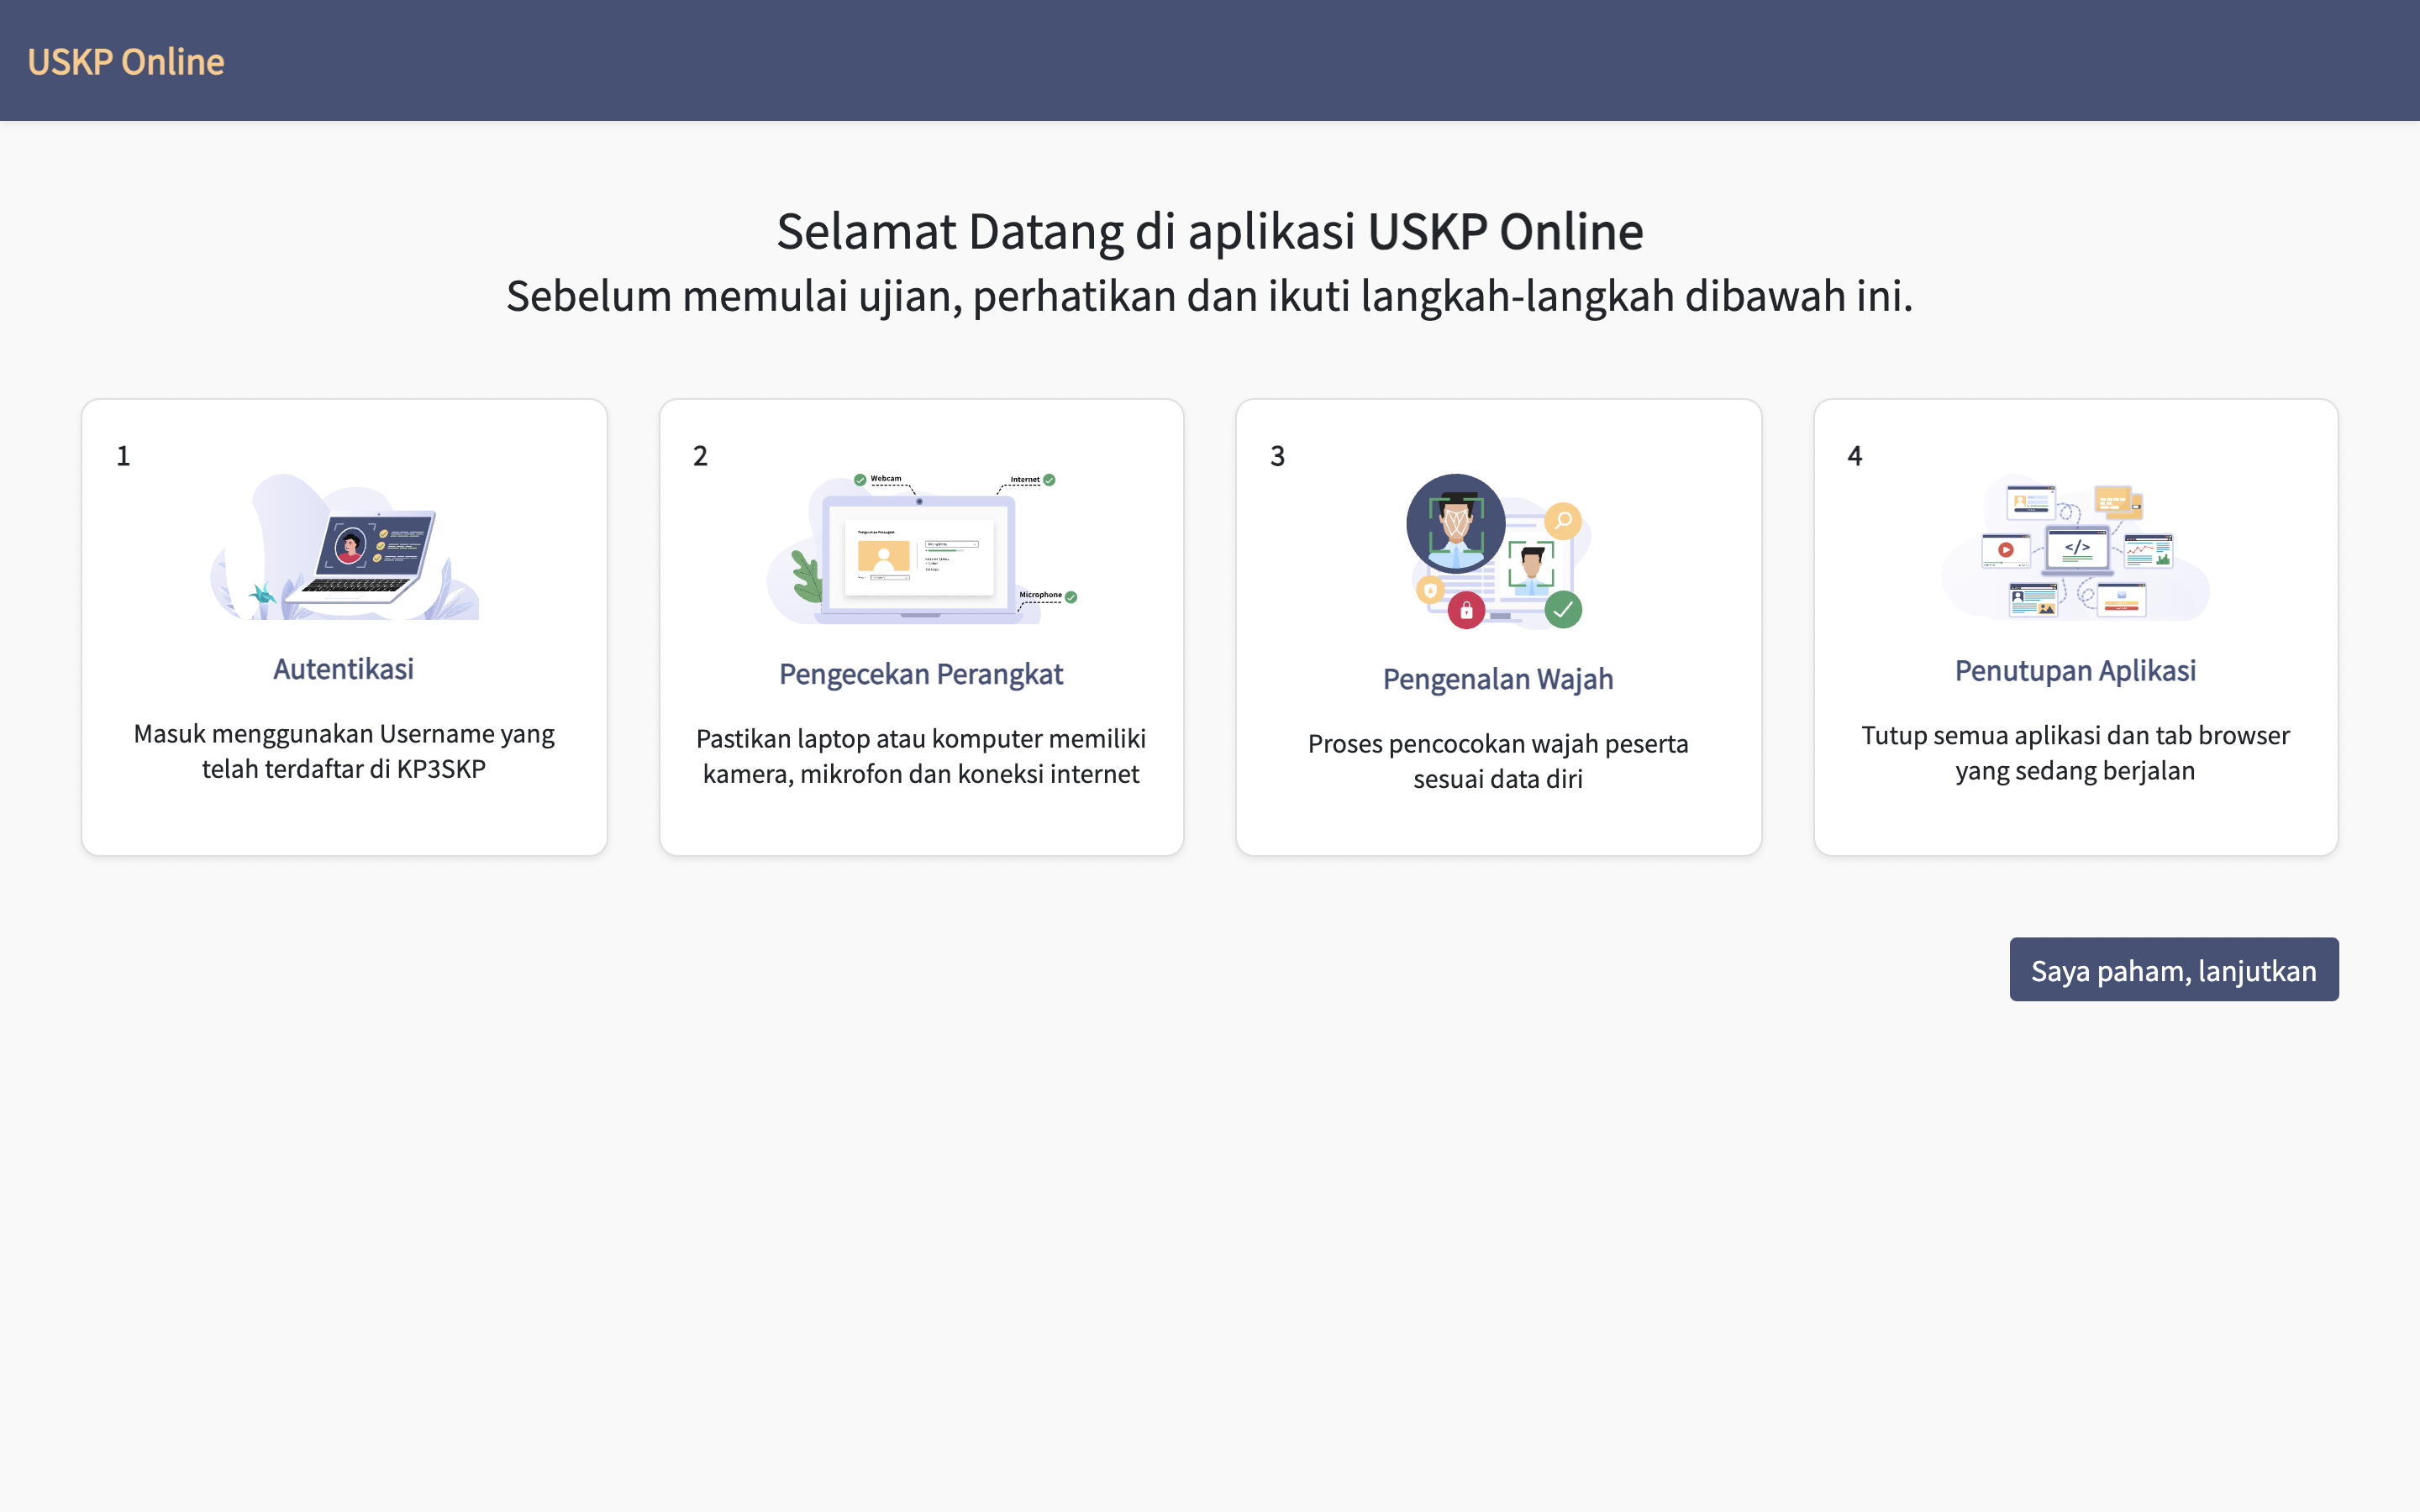 USKP Online
Selamat Datang di aplikasi USKP Online
Sebelum memulai ujian, perhatikan dan ikuti langkah-langkah dibawah ini.
1
Autentikasi
Masuk menggunakan Username yang
telah terdaftar di KP3SKP
2
Webcam
Internet
Microphone
Pengecekan Perangkat
Pastikan laptop atau komputer memiliki
kamera, mikrofon dan koneksi internet
3
Pengenalan Wajah
Proses pencocokan wajah peserta
sesuai data diri
4
</>
Penutupan Aplikasi
Tutup semua aplikasi dan tab browser
yang sedang berjalan
Saya paham, lanjutkan